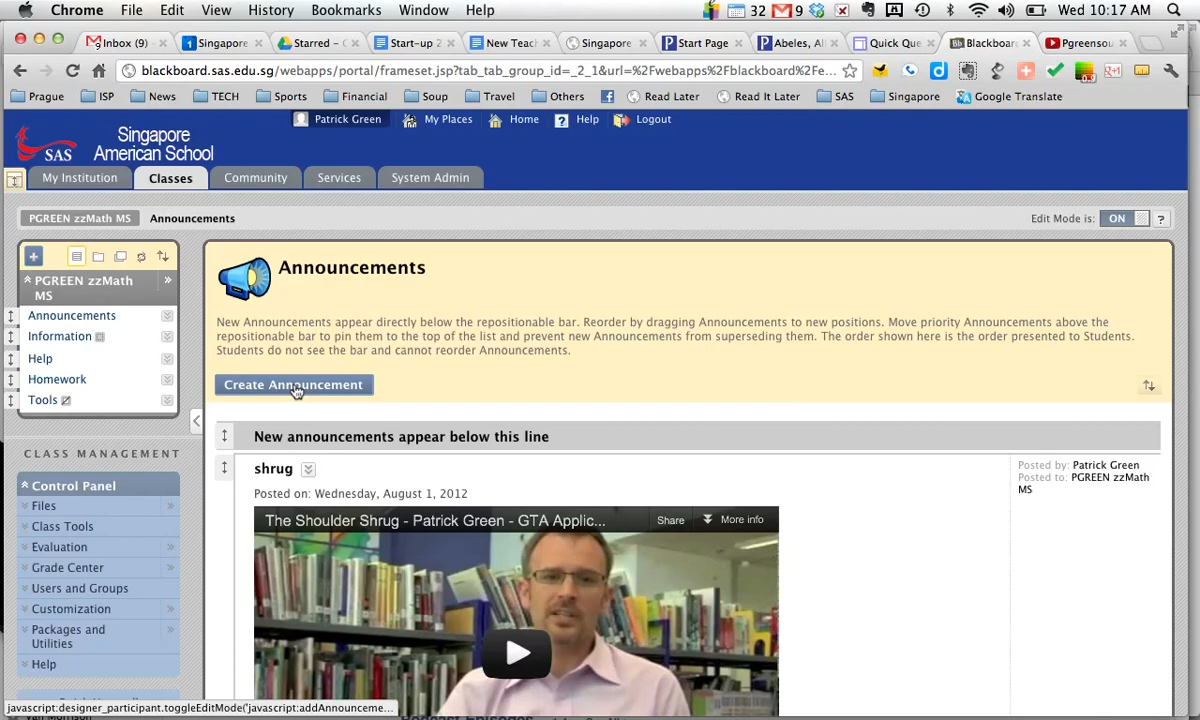 Chrome File Edit View History Bookmarks Window Help 32 9 Wed 10:17 AM
Inbox (9) Singapore Starred - Start-up 2 New Teach Singapore Start Page Abeles, Al Quick Que Blackboard Pgreensou
blackboard.sas.edu.sg/webapps/portal/frameset.jsp?tab_tab_group_id=_2_1&url=%2Fwebapps%2Fblackboard%2Fe...
Prague ISP News TECH Sports Financial Soup Travel Others Read Later Read It Later SAS Singapore Google Translate
Patrick Green My Places Home Help Logout
SAS
Singapore
American School
My Institution Classes Community Services System Admin
PGREEN zzMath MS Announcements Edit Mode is: ON ?
PGREEN zzMath
MS
Announcements
Information
Help
Homework
Tools
CLASS MANAGEMENT
Control Panel
Files
Class Tools
Evaluation
Grade Center
Users and Groups
Customization
Packages and
Utilities
Help
Announcements
New Announcements appear directly below the repositionable bar. Reorder by dragging Announcements to new positions. Move priority Announcements above the
repositionable bar to pin them to the top of the list and prevent new Announcements from superseding them. The order shown here is the order presented to Students.
Students do not see the bar and cannot reorder Announcements.
Create Announcement
New announcements appear below this line
shrug
Posted on: Wednesday, August 1, 2012
The Shoulder Shrug - Patrick Green - GTA Applic... Share More info
Posted by: Patrick Green
Posted to: PGREEN zzMath
MS
javascript:designer_participant.toggleEditMode('javascript:addAnnounceme...